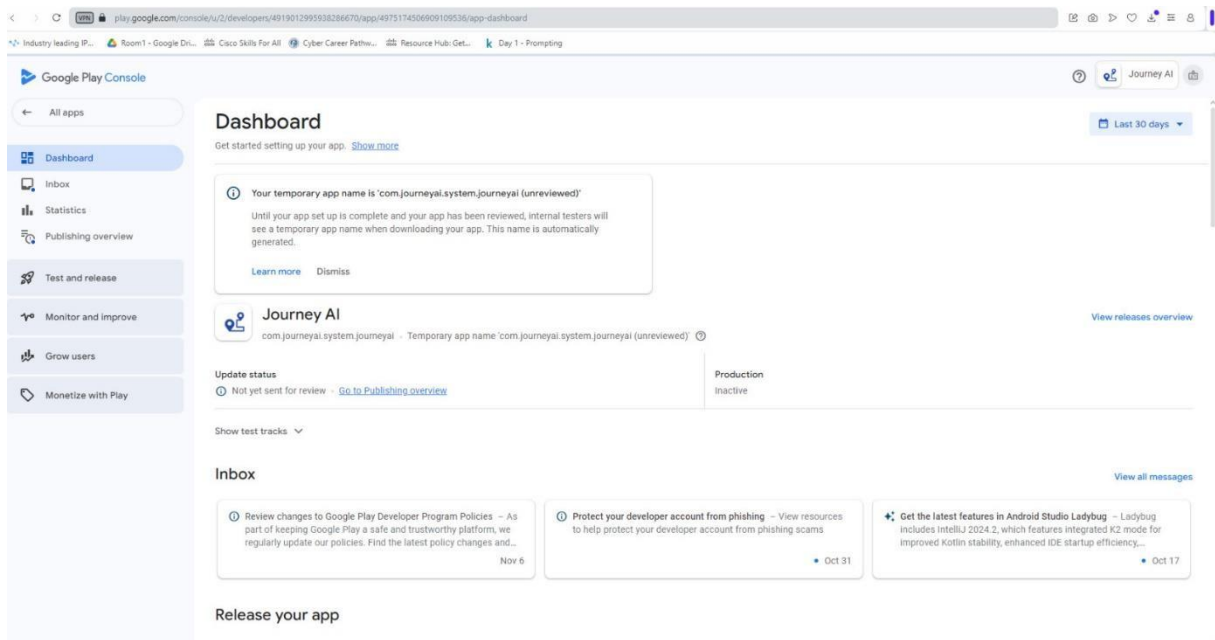 VPN play.google.com/console/u/2/developers/4919012995938286670/app/4975174506909109536/app-dashboard
Industry leading IP... Room1 - Google Dri... Cisco Skills For All Cyber Career Pathw... Resource Hub: Get... Day 1 - Prompting
Google Play Console
Journey AI
All apps
Dashboard
Inbox
Statistics
Publishing overview
Test and release
Monitor and improve
Grow users
Monetize with Play
Dashboard
Last 30 days
Get started setting up your app. Show more
Your temporary app name is 'com.journeyai.system.journeyai (unreviewed)'
Until your app set up is complete and your app has been reviewed, internal testers will
see a temporary app name when downloading your app. This name is automatically
generated.
Learn more Dismiss
Journey AI
View releases overview
com.journeyai.system.journeyai · Temporary app name 'com.journeyai.system.journeyai (unreviewed)'
Update status
Not yet sent for review · Go to Publishing overview
Production
Inactive
Show test tracks
Inbox
View all messages
Review changes to Google Play Developer Program Policies – As
part of keeping Google Play a safe and trustworthy platform, we
regularly update our policies. Find the latest policy changes and...
Nov 6
Protect your developer account from phishing – View resources
to help protect your developer account from phishing scams
• Oct 31
Get the latest features in Android Studio Ladybug – Ladybug
includes IntelliJ 2024.2, which features integrated K2 mode for
improved Kotlin stability, enhanced IDE startup efficiency,...
• Oct 17
Release your app